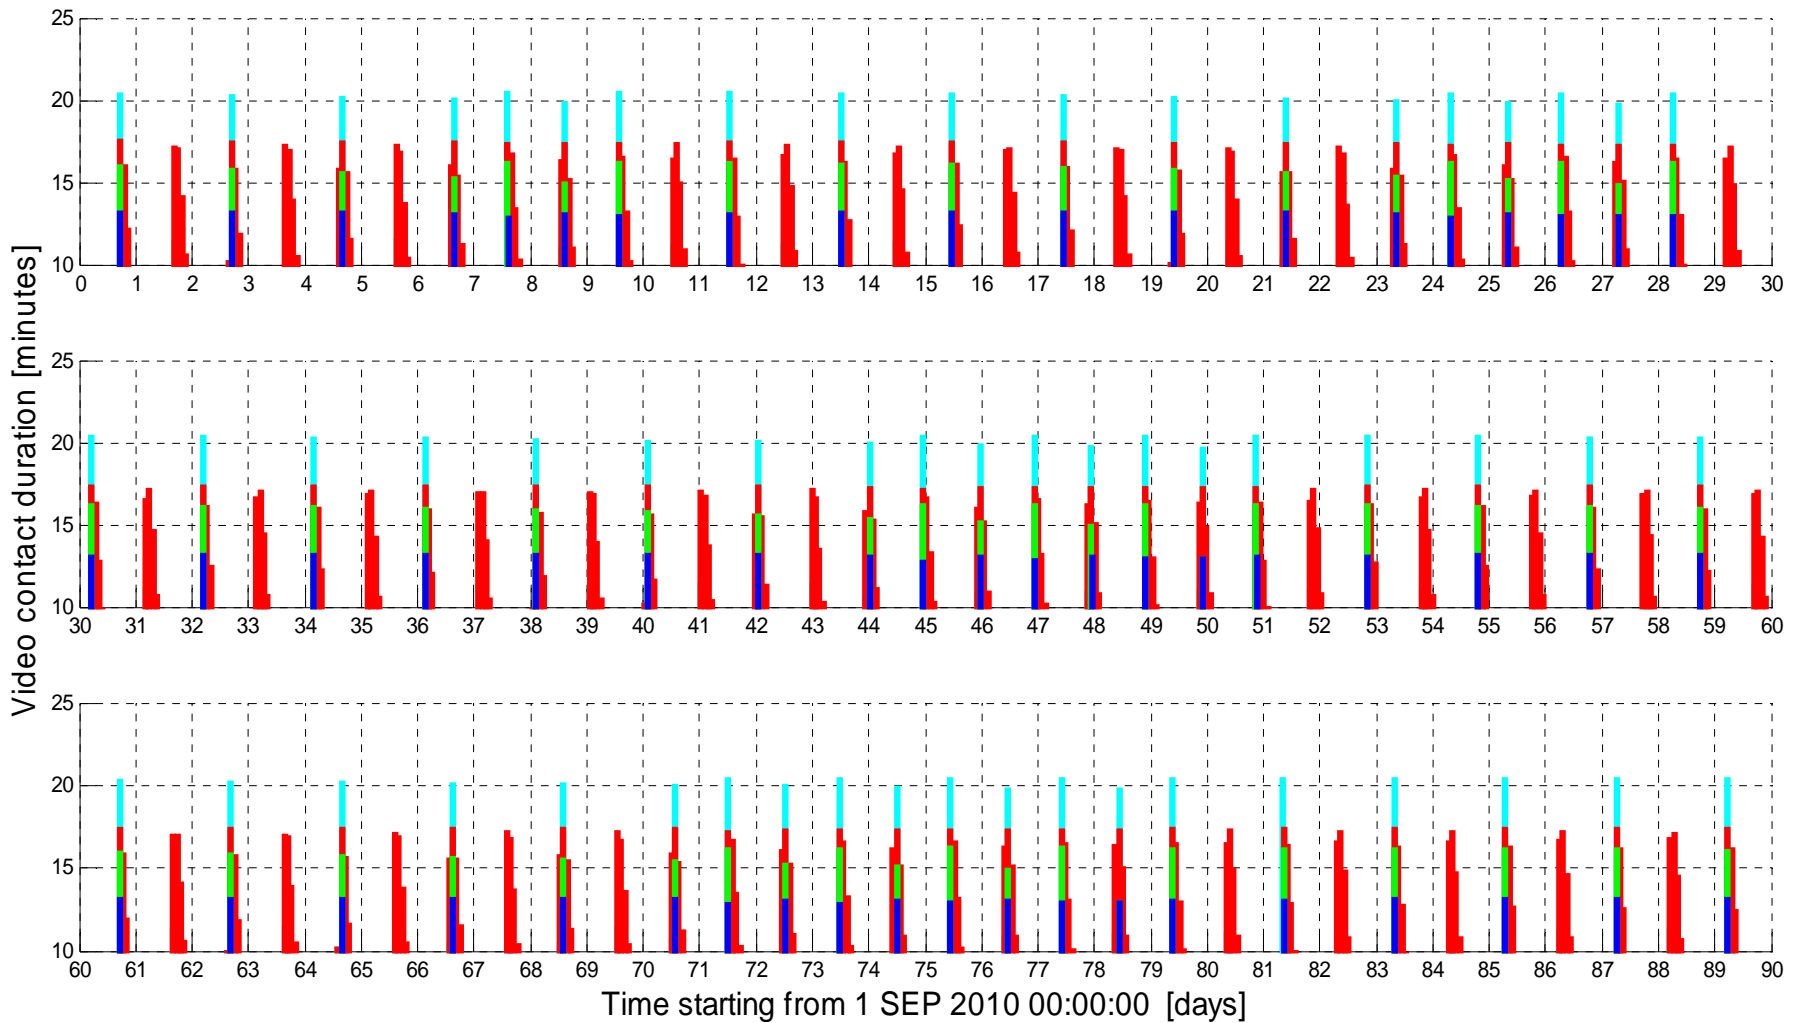 25
20
15
10
0 1 2 3 4 5 6 7 8 9 10 11 12 13 14 15 16 17 18 19 20 21 22 23 24 25 26 27 28 29 30
Video contact duration [minutes]
25
20
15
10
30 31 32 33 34 35 36 37 38 39 40 41 42 43 44 45 46 47 48 49 50 51 52 53 54 55 56 57 58 59 60
25
20
15
10
60 61 62 63 64 65 66 67 68 69 70 71 72 73 74 75 76 77 78 79 80 81 82 83 84 85 86 87 88 89 90
Time starting from 1 SEP 2010 00:00:00 [days]